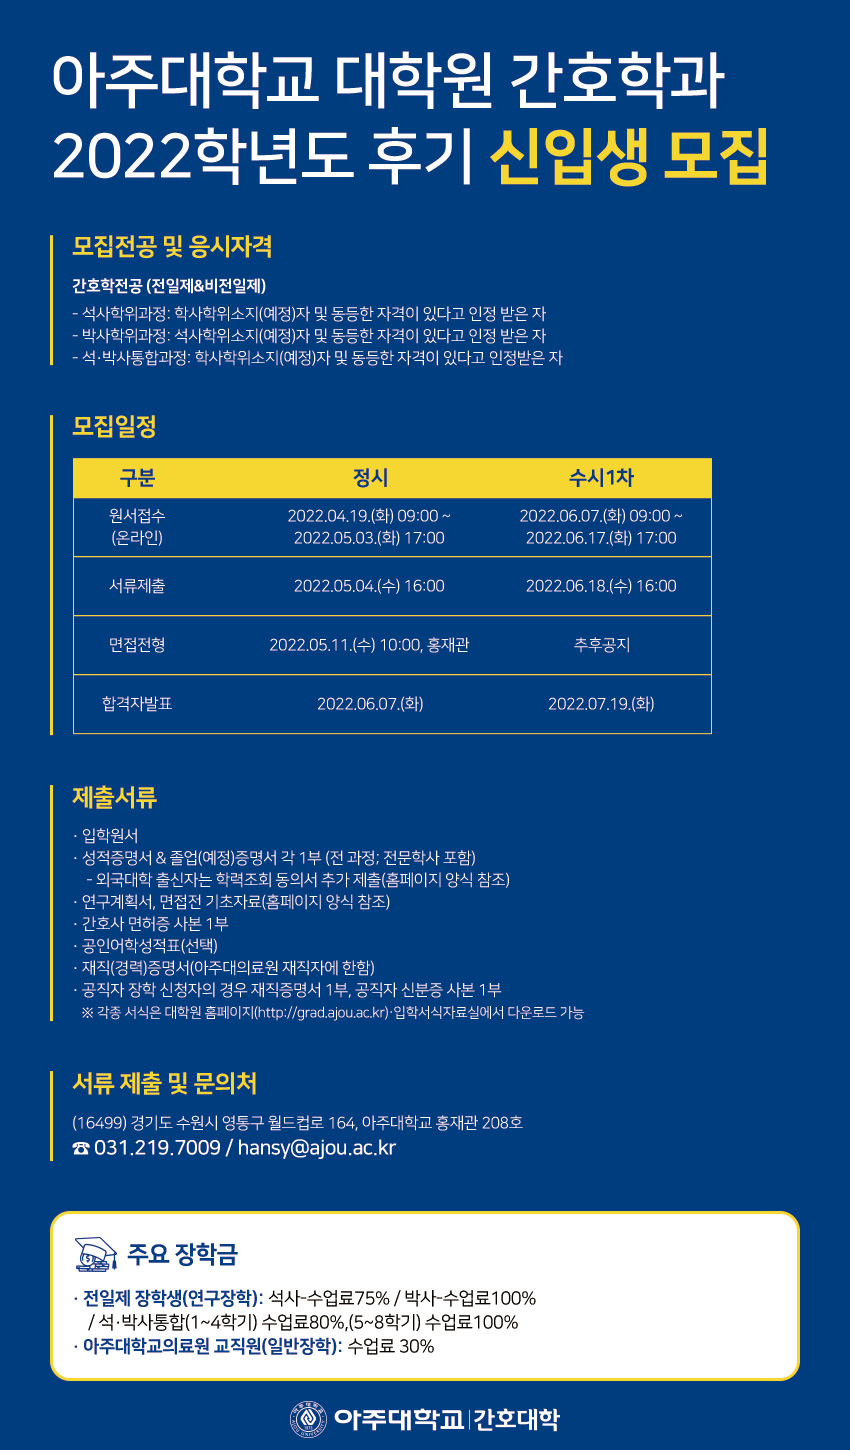 아주대학교 대학원 간호학과
2022학년도 후기 신입생 모집
모집전공 및 응시자격
간호학전공 (전일제&비전일제)
- 석사학위과정: 학사학위소지(예정)자 및 동등한 자격이 있다고 인정 받은 자
- 박사학위과정: 석사학위소지(예정)자 및 동등한 자격이 있다고 인정 받은 자
- 석·박사통합과정: 학사학위소지(예정)자 및 동등한 자격이 있다고 인정받은 자
모집일정
구분 정시 수시1차
원서접수 2022.04.19.(화) 09:00 ~ 2022.06.07.(화) 09:00 ~
(온라인) 2022.05.03.(화) 17:00 2022.06.17.(화) 17:00
서류제출 2022.05.04.(수) 16:00 2022.06.18.(수) 16:00
면접전형 2022.05.11.(수) 10:00, 홍재관 추후공지
합격자발표 2022.06.07.(화) 2022.07.19.(화)
제출서류
· 입학원서
· 성적증명서 & 졸업(예정)증명서 각 1부 (전 과정; 전문학사 포함)
- 외국대학 출신자는 학력조회 동의서 추가 제출(홈페이지 양식 참조)
· 연구계획서, 면접전 기초자료(홈페이지 양식 참조)
· 간호사 면허증 사본 1부
· 공인어학성적표(선택)
· 재직(경력)증명서(아주대의료원 재직자에 한함)
· 공직자 장학 신청자의 경우 재직증명서 1부, 공직자 신분증 사본 1부
※ 각종 서식은 대학원 홈페이지(http://grad.ajou.ac.kr)·입학서식자료실에서 다운로드 가능
서류 제출 및 문의처
(16499) 경기도 수원시 영통구 월드컵로 164, 아주대학교 홍재관 208호
☎ 031.219.7009 / hansy@ajou.ac.kr
주요 장학금
· 전일제 장학생(연구장학): 석사-수업료75% / 박사-수업료100%
/ 석·박사통합(1~4학기) 수업료80%,(5~8학기) 수업료100%
· 아주대학교의료원 교직원(일반장학): 수업료 30%
아주대학교 | 간호대학